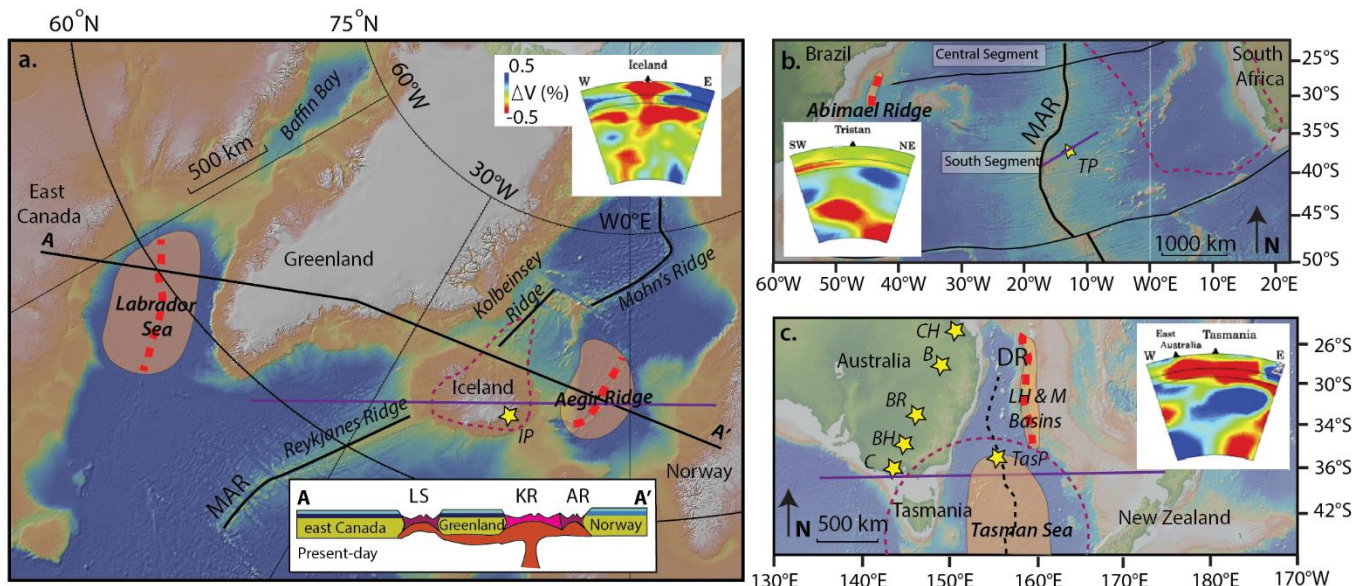 60°N
75°N
a.
60°W
30°W
W0°E
Baffin Bay
500 km
East
Canada
A
Labrador
Sea
Greenland
Kolbeinsey
Ridge
Mohn's Ridge
Iceland
IP
Aegir Ridge
Reykjanes Ridge
MAR
A'
Norway
0.5
ΔV (%)
-0.5
Iceland
W
E
A
LS
KR
AR
A'
east Canada
Greenland
Norway
Present-day
b.
Brazil
Central Segment
South
Africa
Abimael Ridge
MAR
South Segment
TP
Tristan
SW
NE
1000 km
N
25°S
30°S
35°S
40°S
45°S
50°S
60°W
50°W
40°W
30°W
20°W
10°W
W0°E
10°E
20°E
c.
CH
Australia
B
DR
BR
LH & M
Basins
BH
C
TasP
Tasmania
Tasman Sea
New Zealand
N
500 km
East
Australia
Tasmania
W
E
26°S
30°S
34°S
36°S
42°S
130°E
140°E
150°E
160°E
170°E
180°E
170°W